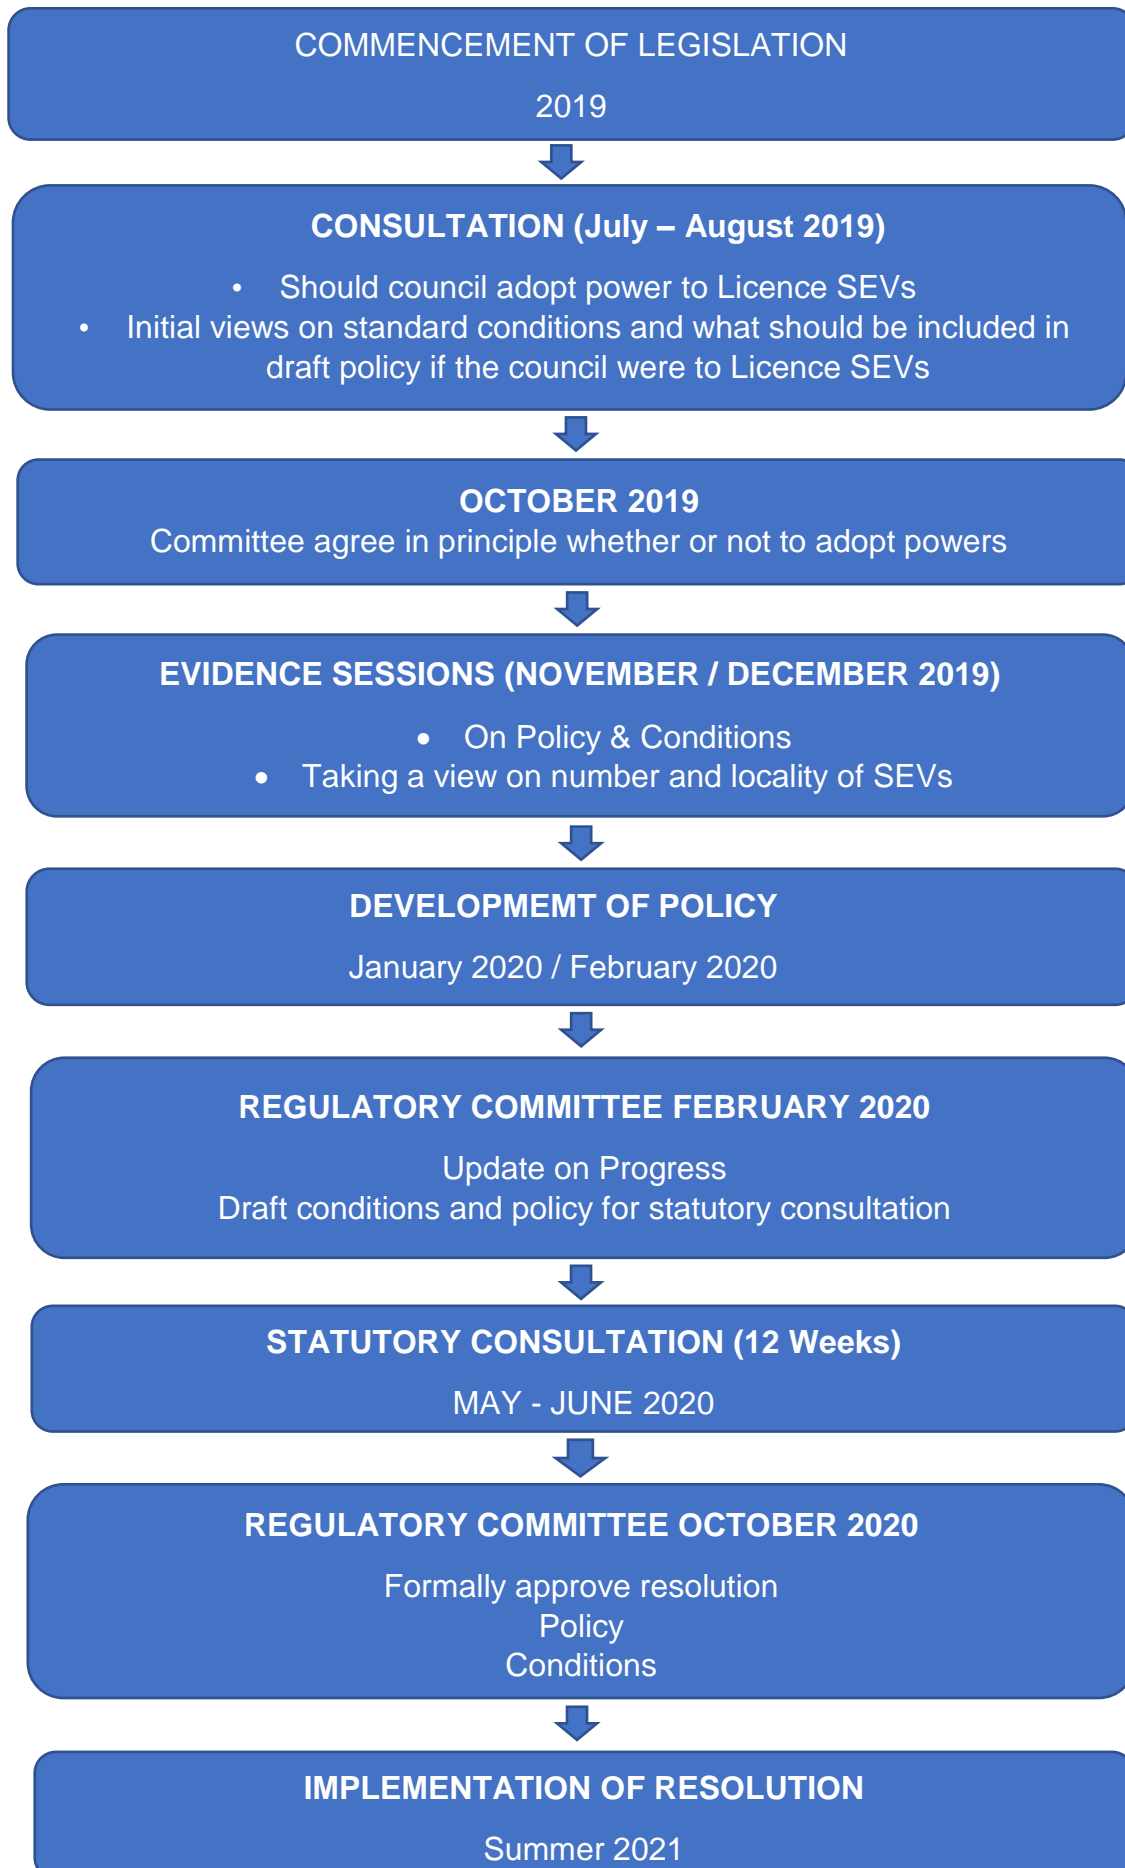 COMMENCEMENT OF LEGISLATION
2019
CONSULTATION (July – August 2019)
• Should council adopt power to Licence SEVs
• Initial views on standard conditions and what should be included in
draft policy if the council were to Licence SEVs
OCTOBER 2019
Committee agree in principle whether or not to adopt powers
EVIDENCE SESSIONS (NOVEMBER / DECEMBER 2019)
• On Policy & Conditions
• Taking a view on number and locality of SEVs
DEVELOPMEMT OF POLICY
January 2020 / February 2020
REGULATORY COMMITTEE FEBRUARY 2020
Update on Progress
Draft conditions and policy for statutory consultation
STATUTORY CONSULTATION (12 Weeks)
MAY - JUNE 2020
REGULATORY COMMITTEE OCTOBER 2020
Formally approve resolution
Policy
Conditions
IMPLEMENTATION OF RESOLUTION
Summer 2021